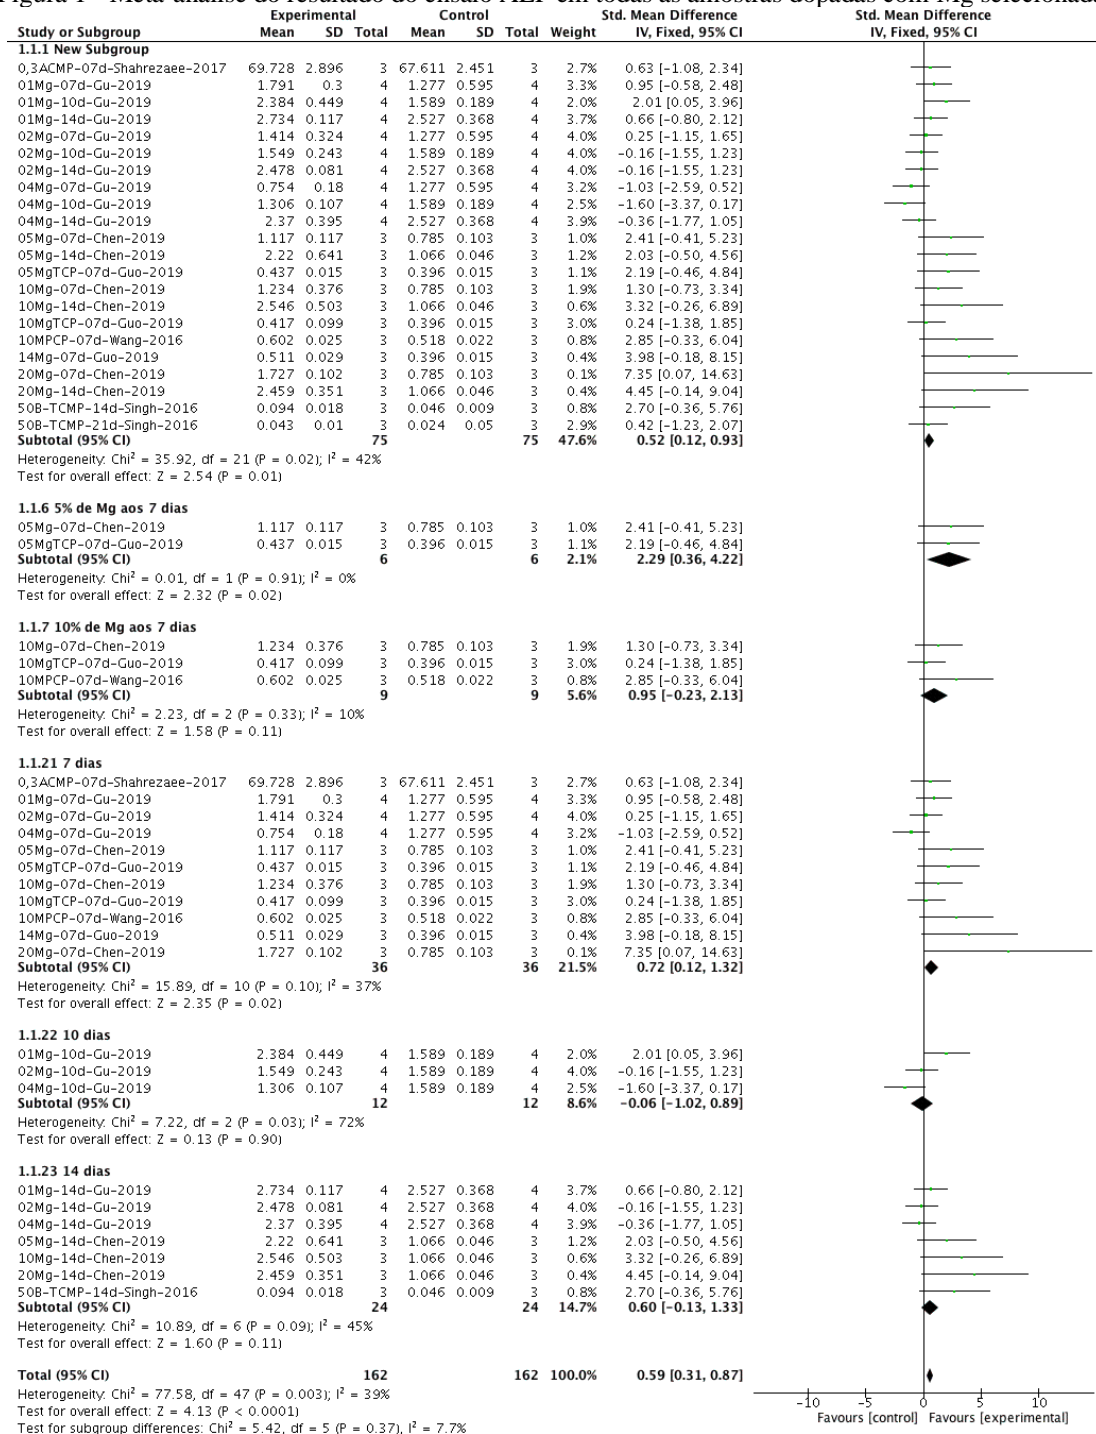 Figura 1 - Meta-análise do resultado do ensaio ALP em todas as amostras dopadas com Mg selecionada
Experimental Control Std. Mean Difference Std. Mean Difference
Study or Subgroup Mean SD Total Mean SD Total Weight IV, Fixed, 95% CI IV, Fixed, 95% CI
1.1.1 New Subgroup
0,3ACMP-07d-Shahrezaee-2017 69.728 2.896 3 67.611 2.451 3 2.7% 0.63 [-1.08, 2.34]
01Mg-07d-Gu-2019 1.791 0.3 4 1.277 0.595 4 3.3% 0.95 [-0.58, 2.48]
01Mg-10d-Gu-2019 2.384 0.449 4 1.589 0.189 4 2.0% 2.01 [0.05, 3.96]
01Mg-14d-Gu-2019 2.734 0.117 4 2.527 0.368 4 3.7% 0.66 [-0.80, 2.12]
02Mg-07d-Gu-2019 1.414 0.324 4 1.277 0.595 4 4.0% 0.25 [-1.15, 1.65]
02Mg-10d-Gu-2019 1.549 0.243 4 1.589 0.189 4 4.0% -0.16 [-1.55, 1.23]
02Mg-14d-Gu-2019 2.478 0.081 4 2.527 0.368 4 4.0% -0.16 [-1.55, 1.23]
04Mg-07d-Gu-2019 0.754 0.18 4 1.277 0.595 4 3.2% -1.03 [-2.59, 0.52]
04Mg-10d-Gu-2019 1.306 0.107 4 1.589 0.189 4 2.5% -1.60 [-3.37, 0.17]
04Mg-14d-Gu-2019 2.37 0.395 4 2.527 0.368 4 3.9% -0.36 [-1.77, 1.05]
05Mg-07d-Chen-2019 1.117 0.117 3 0.785 0.103 3 1.0% 2.41 [-0.41, 5.23]
05Mg-14d-Chen-2019 2.22 0.641 3 1.066 0.046 3 1.2% 2.03 [-0.50, 4.56]
05MgTCP-07d-Guo-2019 0.437 0.015 3 0.396 0.015 3 1.1% 2.19 [-0.46, 4.84]
10Mg-07d-Chen-2019 1.234 0.376 3 0.785 0.103 3 1.9% 1.30 [-0.73, 3.34]
10Mg-14d-Chen-2019 2.546 0.503 3 1.066 0.046 3 0.6% 3.32 [-0.26, 6.89]
10MgTCP-07d-Guo-2019 0.417 0.099 3 0.396 0.015 3 3.0% 0.24 [-1.38, 1.85]
10MPCP-07d-Wang-2016 0.602 0.025 3 0.518 0.022 3 0.8% 2.85 [-0.33, 6.04]
14Mg-07d-Guo-2019 0.511 0.029 3 0.396 0.015 3 0.4% 3.98 [-0.18, 8.15]
20Mg-07d-Chen-2019 1.727 0.102 3 0.785 0.103 3 0.1% 7.35 [0.07, 14.63]
20Mg-14d-Chen-2019 2.459 0.351 3 1.066 0.046 3 0.4% 4.45 [-0.14, 9.04]
50B-TCMP-14d-Singh-2016 0.094 0.018 3 0.046 0.009 3 0.8% 2.70 [-0.36, 5.76]
50B-TCMP-21d-Singh-2016 0.043 0.01 3 0.024 0.05 3 2.9% 0.42 [-1.23, 2.07]
Subtotal (95% CI) 75 75 47.6% 0.52 [0.12, 0.93]
Heterogeneity: Chi² = 35.92, df = 21 (P = 0.02); I² = 42%
Test for overall effect: Z = 2.54 (P = 0.01)
1.1.6 5% de Mg aos 7 dias
05Mg-07d-Chen-2019 1.117 0.117 3 0.785 0.103 3 1.0% 2.41 [-0.41, 5.23]
05MgTCP-07d-Guo-2019 0.437 0.015 3 0.396 0.015 3 1.1% 2.19 [-0.46, 4.84]
Subtotal (95% CI) 6 6 2.1% 2.29 [0.36, 4.22]
Heterogeneity: Chi² = 0.01, df = 1 (P = 0.91); I² = 0%
Test for overall effect: Z = 2.32 (P = 0.02)
1.1.7 10% de Mg aos 7 dias
10Mg-07d-Chen-2019 1.234 0.376 3 0.785 0.103 3 1.9% 1.30 [-0.73, 3.34]
10MgTCP-07d-Guo-2019 0.417 0.099 3 0.396 0.015 3 3.0% 0.24 [-1.38, 1.85]
10MPCP-07d-Wang-2016 0.602 0.025 3 0.518 0.022 3 0.8% 2.85 [-0.33, 6.04]
Subtotal (95% CI) 9 9 5.6% 0.95 [-0.23, 2.13]
Heterogeneity: Chi² = 2.23, df = 2 (P = 0.33); I² = 10%
Test for overall effect: Z = 1.58 (P = 0.11)
1.1.21 7 dias
0,3ACMP-07d-Shahrezaee-2017 69.728 2.896 3 67.611 2.451 3 2.7% 0.63 [-1.08, 2.34]
01Mg-07d-Gu-2019 1.791 0.3 4 1.277 0.595 4 3.3% 0.95 [-0.58, 2.48]
02Mg-07d-Gu-2019 1.414 0.324 4 1.277 0.595 4 4.0% 0.25 [-1.15, 1.65]
04Mg-07d-Gu-2019 0.754 0.18 4 1.277 0.595 4 3.2% -1.03 [-2.59, 0.52]
05Mg-07d-Chen-2019 1.117 0.117 3 0.785 0.103 3 1.0% 2.41 [-0.41, 5.23]
05MgTCP-07d-Guo-2019 0.437 0.015 3 0.396 0.015 3 1.1% 2.19 [-0.46, 4.84]
10Mg-07d-Chen-2019 1.234 0.376 3 0.785 0.103 3 1.9% 1.30 [-0.73, 3.34]
10MgTCP-07d-Guo-2019 0.417 0.099 3 0.396 0.015 3 3.0% 0.24 [-1.38, 1.85]
10MPCP-07d-Wang-2016 0.602 0.025 3 0.518 0.022 3 0.8% 2.85 [-0.33, 6.04]
14Mg-07d-Guo-2019 0.511 0.029 3 0.396 0.015 3 0.4% 3.98 [-0.18, 8.15]
20Mg-07d-Chen-2019 1.727 0.102 3 0.785 0.103 3 0.1% 7.35 [0.07, 14.63]
Subtotal (95% CI) 36 36 21.5% 0.72 [0.12, 1.32]
Heterogeneity: Chi² = 15.89, df = 10 (P = 0.10); I² = 37%
Test for overall effect: Z = 2.35 (P = 0.02)
1.1.22 10 dias
01Mg-10d-Gu-2019 2.384 0.449 4 1.589 0.189 4 2.0% 2.01 [0.05, 3.96]
02Mg-10d-Gu-2019 1.549 0.243 4 1.589 0.189 4 4.0% -0.16 [-1.55, 1.23]
04Mg-10d-Gu-2019 1.306 0.107 4 1.589 0.189 4 2.5% -1.60 [-3.37, 0.17]
Subtotal (95% CI) 12 12 8.6% -0.06 [-1.02, 0.89]
Heterogeneity: Chi² = 7.22, df = 2 (P = 0.03); I² = 72%
Test for overall effect: Z = 0.13 (P = 0.90)
1.1.23 14 dias
01Mg-14d-Gu-2019 2.734 0.117 4 2.527 0.368 4 3.7% 0.66 [-0.80, 2.12]
02Mg-14d-Gu-2019 2.478 0.081 4 2.527 0.368 4 4.0% -0.16 [-1.55, 1.23]
04Mg-14d-Gu-2019 2.37 0.395 4 2.527 0.368 4 3.9% -0.36 [-1.77, 1.05]
05Mg-14d-Chen-2019 2.22 0.641 3 1.066 0.046 3 1.2% 2.03 [-0.50, 4.56]
10Mg-14d-Chen-2019 2.546 0.503 3 1.066 0.046 3 0.6% 3.32 [-0.26, 6.89]
20Mg-14d-Chen-2019 2.459 0.351 3 1.066 0.046 3 0.4% 4.45 [-0.14, 9.04]
50B-TCMP-14d-Singh-2016 0.094 0.018 3 0.046 0.009 3 0.8% 2.70 [-0.36, 5.76]
Subtotal (95% CI) 24 24 14.7% 0.60 [-0.13, 1.33]
Heterogeneity: Chi² = 10.89, df = 6 (P = 0.09); I² = 45%
Test for overall effect: Z = 1.60 (P = 0.11)
Total (95% CI) 162 162 100.0% 0.59 [0.31, 0.87]
Heterogeneity: Chi² = 77.58, df = 47 (P = 0.003); I² = 39%
Test for overall effect: Z = 4.13 (P < 0.0001)
Test for subgroup differences: Chi² = 5.42, df = 5 (P = 0.37), I² = 7.7%
-10 -5 0 5 10
Favours [control] Favours [experimental]